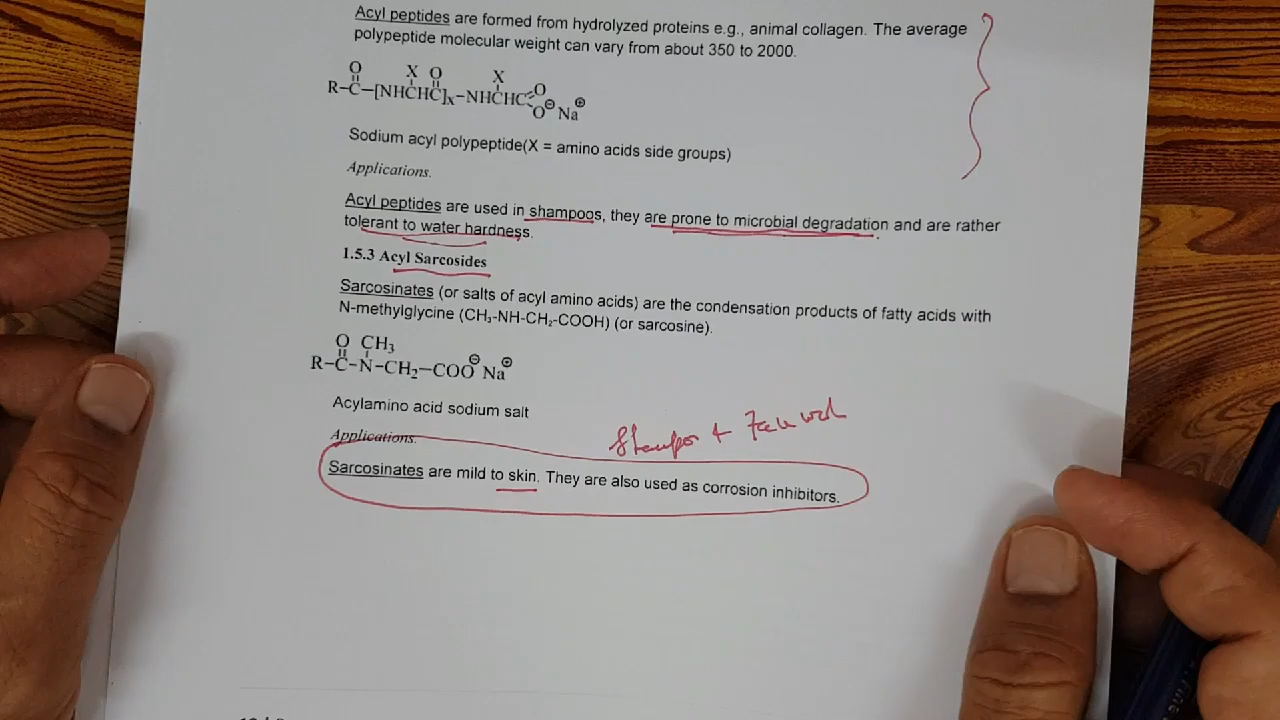 Acyl peptides are formed from hydrolyzed proteins e.g., animal collagen. The average
polypeptide molecular weight can vary from about 350 to 2000.
O X O X
R–C–[NHCHC]x–NHCHC O O⊖ Na⊕
Sodium acyl polypeptide(X = amino acids side groups)
Applications.
Acyl peptides are used in shampoos, they are prone to microbial degradation and are rather
tolerant to water hardness.
1.5.3 Acyl Sarcosides
Sarcosinates (or salts of acyl amino acids) are the condensation products of fatty acids with
N-methylglycine (CH₃-NH-CH₂-COOH) (or sarcosine).
O CH₃
R–C–N–CH₂–COO⊖ Na⊕
Acylamino acid sodium salt
Shampoo +
Applications.
Sarcosinates are mild to skin. They are also used as corrosion inhibitors.